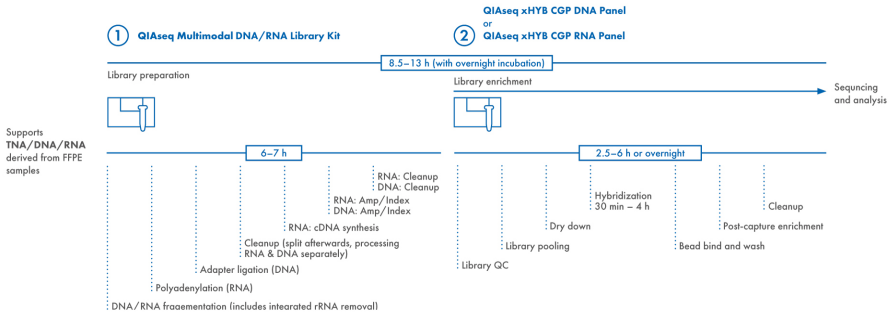 1 QIAseq Multimodal DNA/RNA Library Kit
2 QIAseq xHYB CGP DNA Panel
or
QIAseq xHYB CGP RNA Panel
8.5–13 h (with overnight incubation)
Library preparation
Library enrichment
Sequncing
and analysis
Supports
TNA/DNA/RNA
derived from FFPE
samples
6–7 h
RNA: Cleanup
DNA: Cleanup
RNA: Amp/Index
DNA: Amp/Index
RNA: cDNA synthesis
Cleanup (split afterwards, processing
RNA & DNA separately)
Adapter ligation (DNA)
Polyadenylation (RNA)
DNA/RNA fragementation (includes integrated rRNA removal)
2.5–6 h or overnight
Hybridization
30 min – 4 h
Cleanup
Dry down
Post-capture enrichment
Library pooling
Bead bind and wash
Library QC